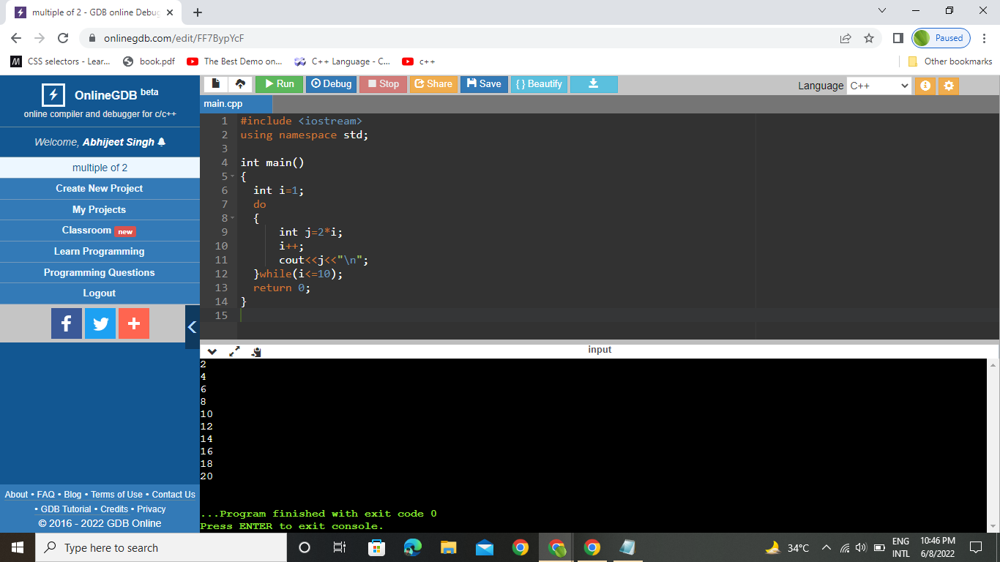 multiple of 2 - GDB online Debug
onlinegdb.com/edit/FF7BypYcF
Paused
CSS selectors - Lear...
book.pdf
The Best Demo on...
C++ Language - C...
c++
Other bookmarks
OnlineGDB beta
online compiler and debugger for c/c++
Welcome, Abhijeet Singh
multiple of 2
Create New Project
My Projects
Classroom new
Learn Programming
Programming Questions
Logout
About • FAQ • Blog • Terms of Use • Contact Us
• GDB Tutorial • Credits • Privacy
© 2016 - 2022 GDB Online
Run
Debug
Stop
Share
Save
{ } Beautify
Language C++
main.cpp
1 #include <iostream>
2 using namespace std;
3
4 int main()
5 {
6 int i=1;
7 do
8 {
9 int j=2*i;
10 i++;
11 cout<<j<<"\n";
12 }while(i<=10);
13 return 0;
14 }
15
input
2
4
6
8
10
12
14
16
18
20
...Program finished with exit code 0
Press ENTER to exit console.
Type here to search
34°C
ENG
INTL
10:46 PM
6/8/2022